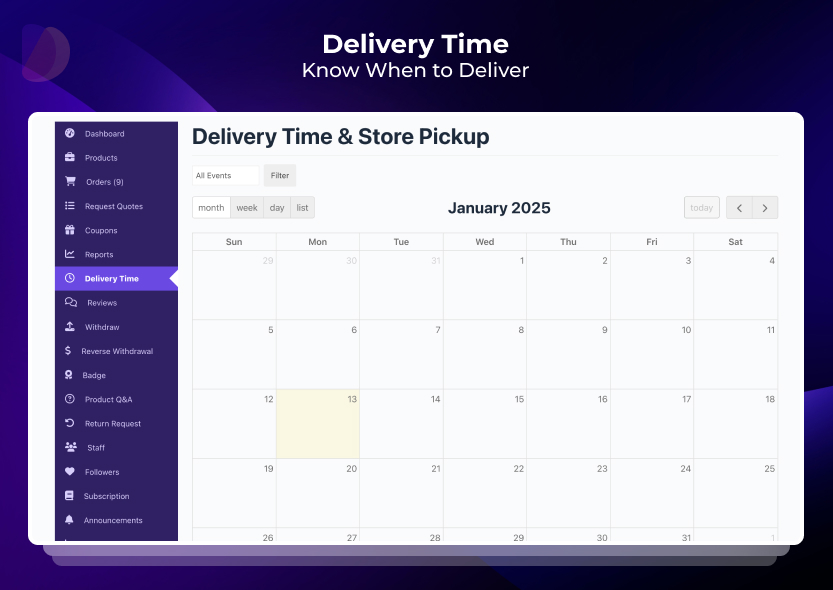 Delivery Time
Know When to Deliver
Dashboard
Products
Orders (9)
Request Quotes
Coupons
Reports
Delivery Time
Reviews
Withdraw
Reverse Withdrawal
Badge
Product Q&A
Return Request
Staff
Followers
Subscription
Announcements
Delivery Time & Store Pickup
All Events Filter
month week day list January 2025 today
Sun Mon Tue Wed Thu Fri Sat
29 30 31 1 2 3 4
5 6 7 8 9 10 11
12 13 14 15 16 17 18
19 20 21 22 23 24 25
26 27 28 29 30 31 1